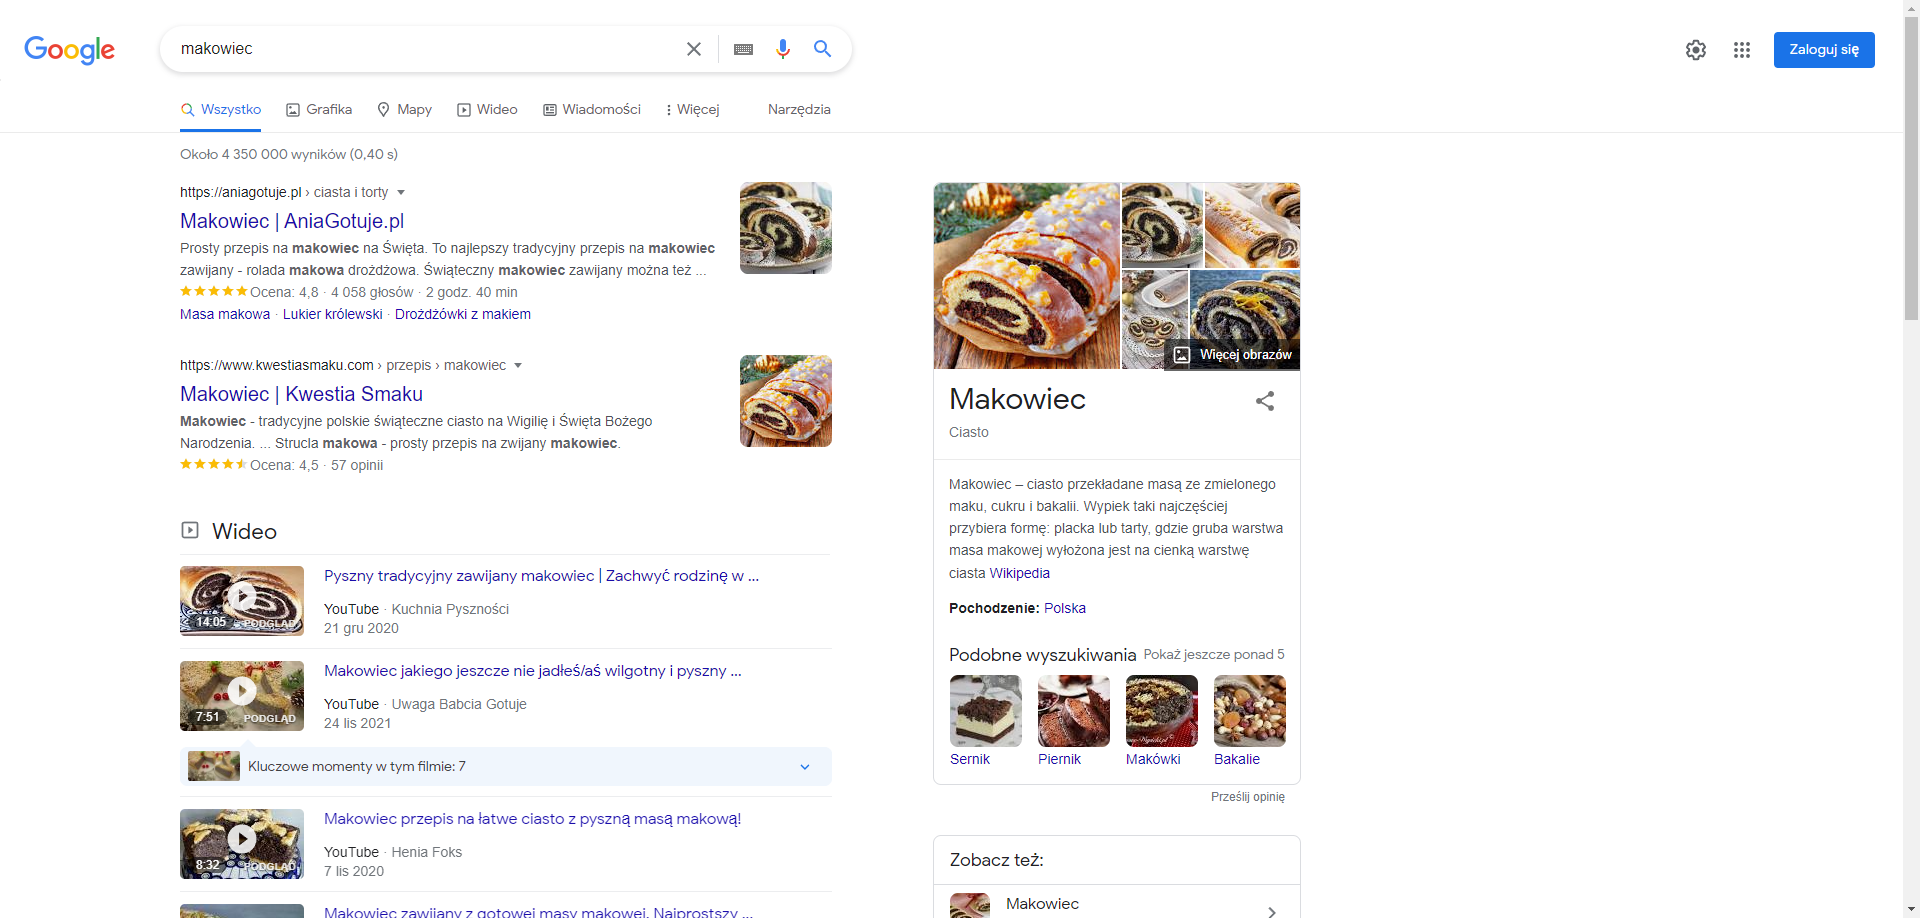 Google
makowiec
Zaloguj się
Wszystko
Grafika
Mapy
Wideo
Wiadomości
Więcej
Narzędzia
Około 4 350 000 wyników (0,40 s)
https://aniagotuje.pl › ciasta i torty
Makowiec | AniaGotuje.pl
Prosty przepis na makowiec na Święta. To najlepszy tradycyjny przepis na makowiec
zawijany - rolada makowa drożdżowa. Świąteczny makowiec zawijany można też ...
Ocena: 4,8 · 4 058 głosów · 2 godz. 40 min
Masa makowa · Lukier królewski · Drożdżówki z makiem
https://www.kwestiasmaku.com › przepis › makowiec
Makowiec | Kwestia Smaku
Makowiec - tradycyjne polskie świąteczne ciasto na Wigilię i Święta Bożego
Narodzenia. ... Strucla makowa - prosty przepis na zwijany makowiec.
Ocena: 4,5 · 57 opinii
Wideo
14:05 PODGLĄD
Pyszny tradycyjny zawijany makowiec | Zachwyć rodzinę w ...
YouTube · Kuchnia Pyszności
21 gru 2020
7:51 PODGLĄD
Makowiec jakiego jeszcze nie jadłeś/aś wilgotny i pyszny ...
YouTube · Uwaga Babcia Gotuje
24 lis 2021
Kluczowe momenty w tym filmie: 7
8:32 PODGLĄD
Makowiec przepis na łatwe ciasto z pyszną masą makową!
YouTube · Henia Foks
7 lis 2020
Makowiec zawijany z gotowej masy makowej. Najprostszy ...
Więcej obrazów
Makowiec
Ciasto
Makowiec – ciasto przekładane masą ze zmielonego
maku, cukru i bakalii. Wypiek taki najczęściej
przybiera formę: placka lub tarty, gdzie gruba warstwa
masa makowej wyłożona jest na cienką warstwę
ciasta Wikipedia
Pochodzenie: Polska
Podobne wyszukiwania
Pokaż jeszcze ponad 5
Sernik
Piernik
Makówki
Bakalie
Prześlij opinię
Zobacz też:
Makowiec